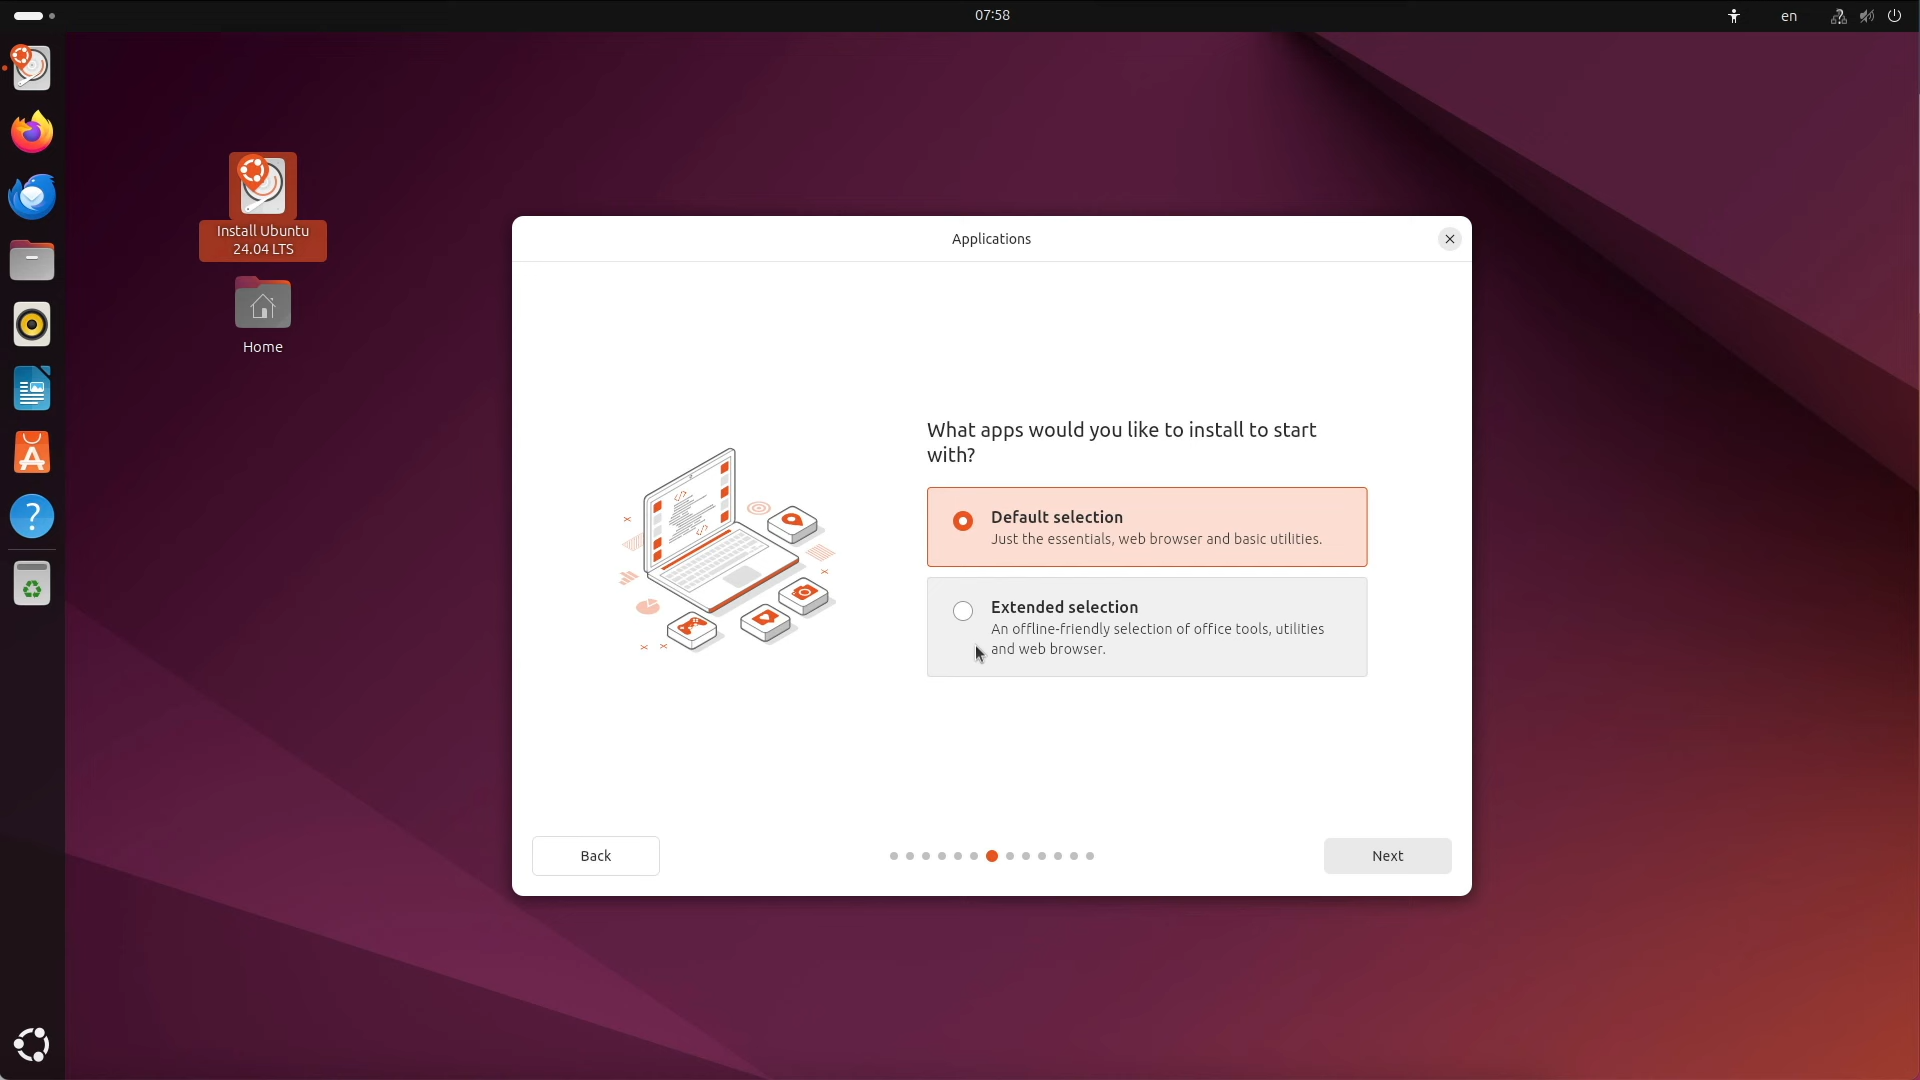 07:58
en
Install Ubuntu
24.04 LTS
Home
Applications
What apps would you like to install to start
with?
Default selection
Just the essentials, web browser and basic utilities.
Extended selection
An offline-friendly selection of office tools, utilities
and web browser.
Back
Next